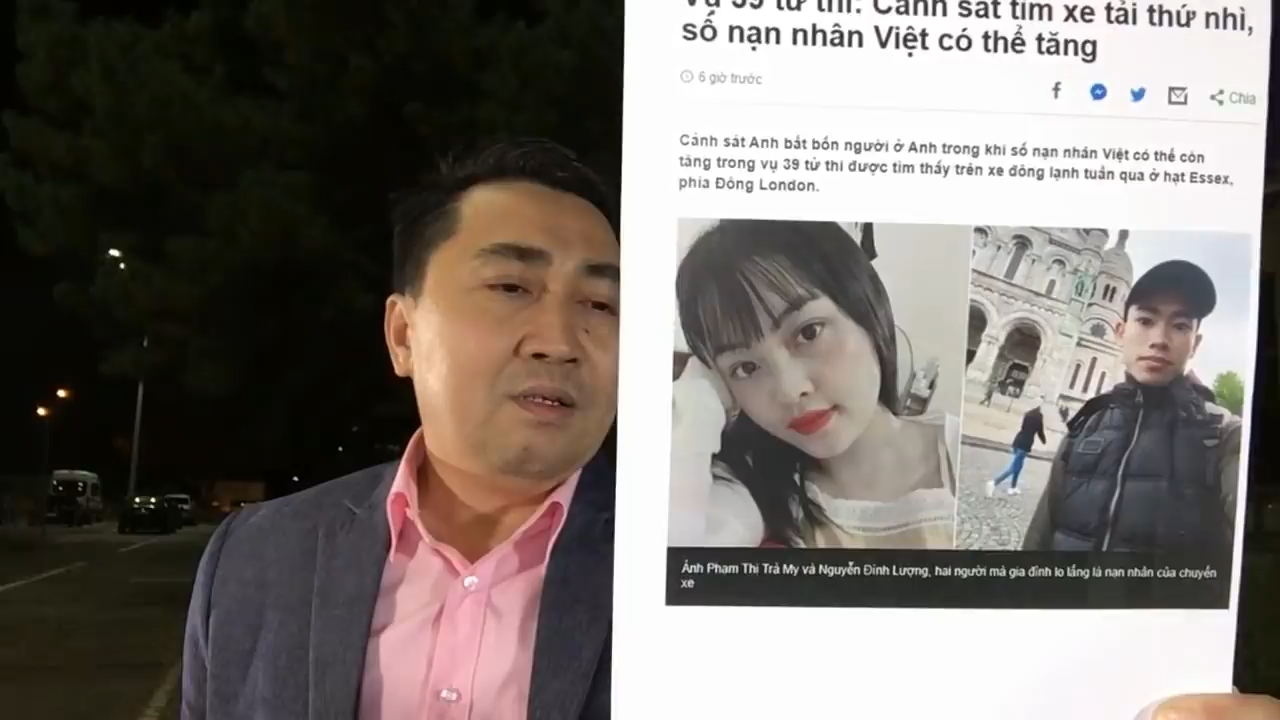 Vụ 39 tử thi: Cảnh sát tìm xe tải thứ nhì,
số nạn nhân Việt có thể tăng
6 giờ trước
Chia
Cảnh sát Anh bắt bốn người ở Anh trong khi số nạn nhân Việt có thể còn
tăng trong vụ 39 tử thi được tìm thấy trên xe đông lạnh tuần qua ở hạt Essex,
phía Đông London.
Ảnh Phạm Thị Trà My và Nguyễn Đình Lượng, hai người mà gia đình lo lắng là nạn nhân của chuyến
xe